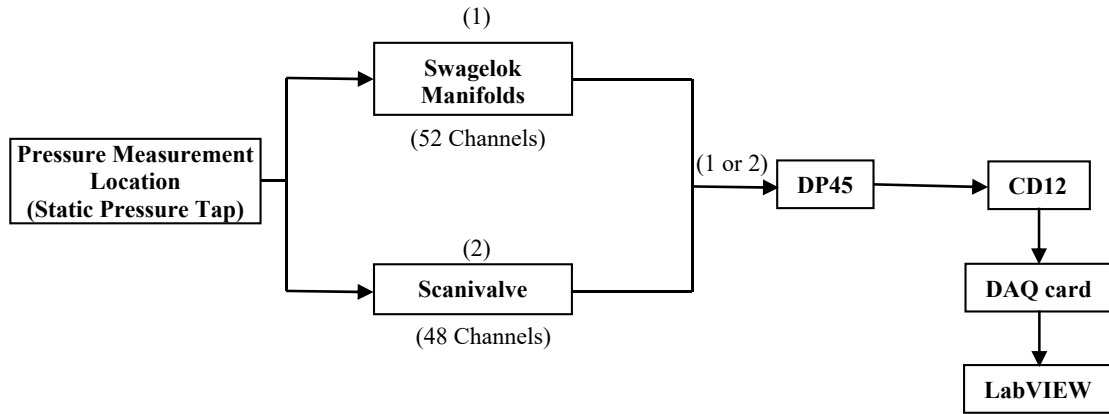 (1)
Swagelok
Manifolds
(52 Channels)
Pressure Measurement
Location
(Static Pressure Tap)
(1 or 2)
DP45
CD12
(2)
Scanivalve
(48 Channels)
DAQ card
LabVIEW